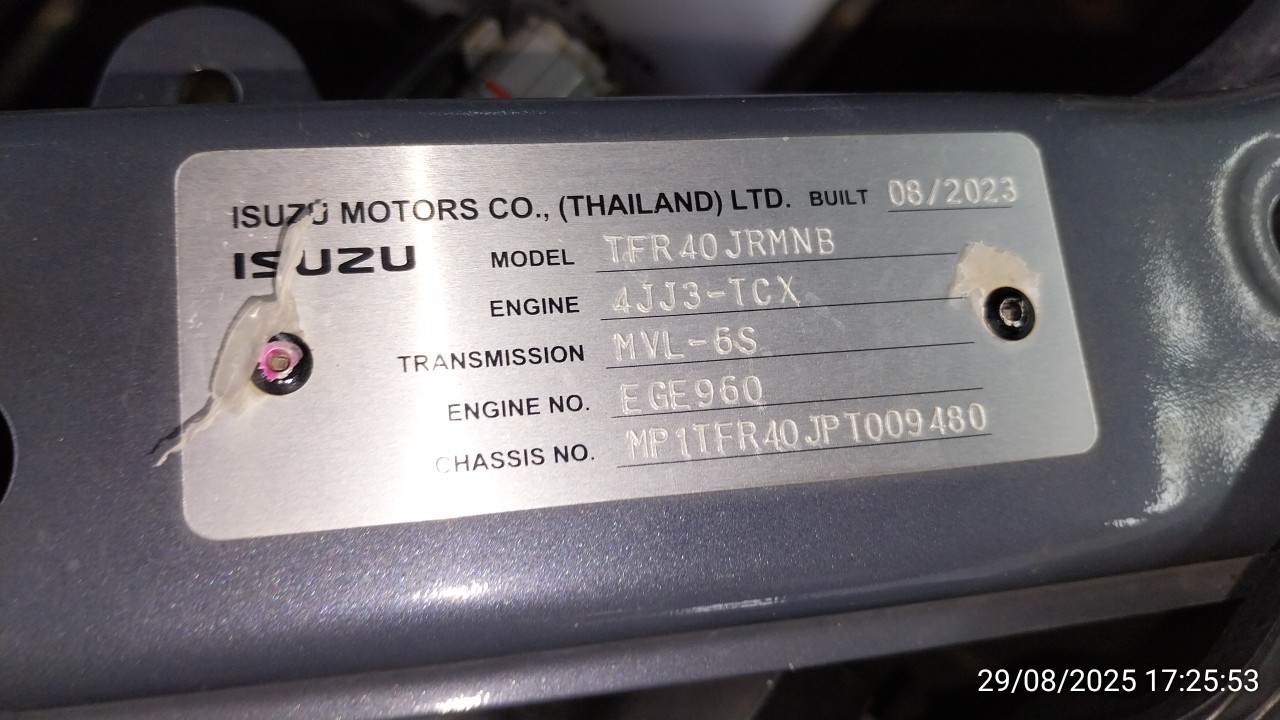 ISUZU MOTORS CO., (THAILAND) LTD. BUILT 08/2023
ISUZU MODEL TFR40JRMNB
ENGINE 4JJ3-TCX
TRANSMISSION MVL-6S
ENGINE NO. EGE960
CHASSIS NO. MP1TFR40JPT009480
29/08/2025 17:25:53